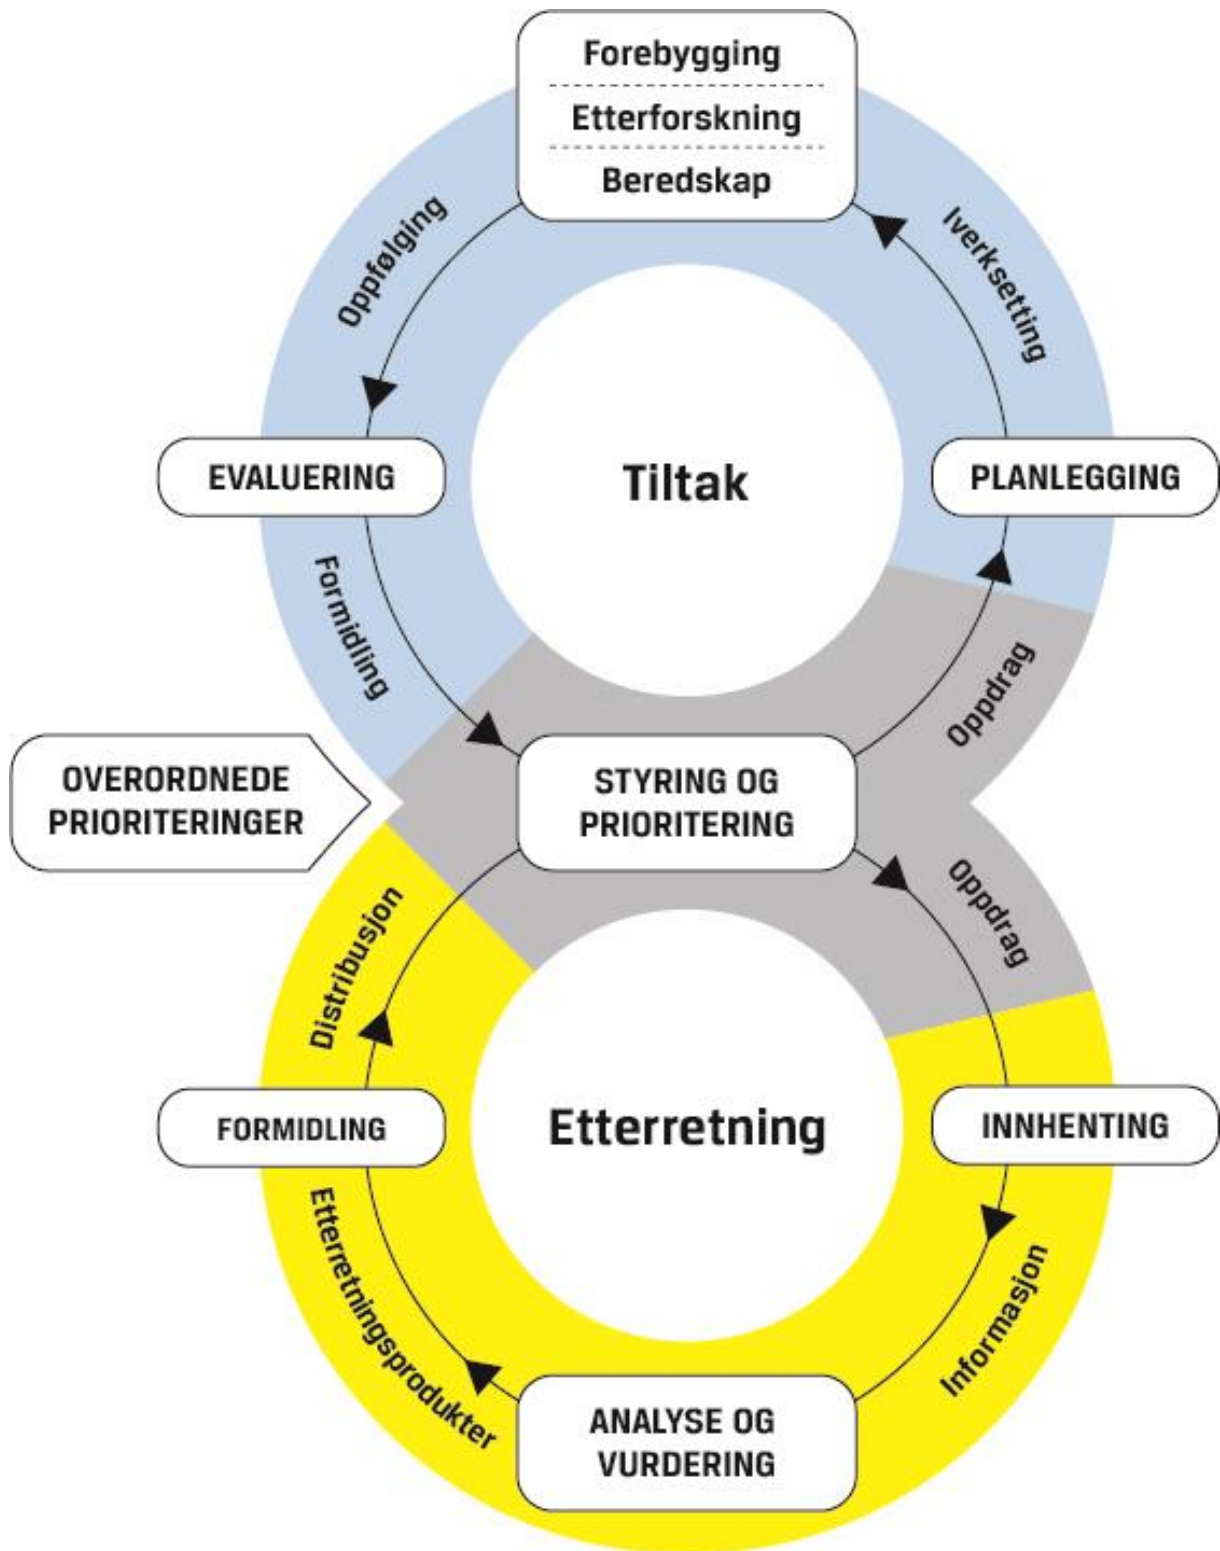 Forebygging
Etterforskning
Beredskap
Oppfølging
Iverksetting
EVALUERING
Tiltak
PLANLEGGING
Formidling
Oppdrag
OVERORDNEDE
PRIORITERINGER
STYRING OG
PRIORITERING
Oppdrag
Distribusjon
FORMIDLING
Etterretning
INNHENTING
Etterretningsprodukter
Informasjon
ANALYSE OG
VURDERING